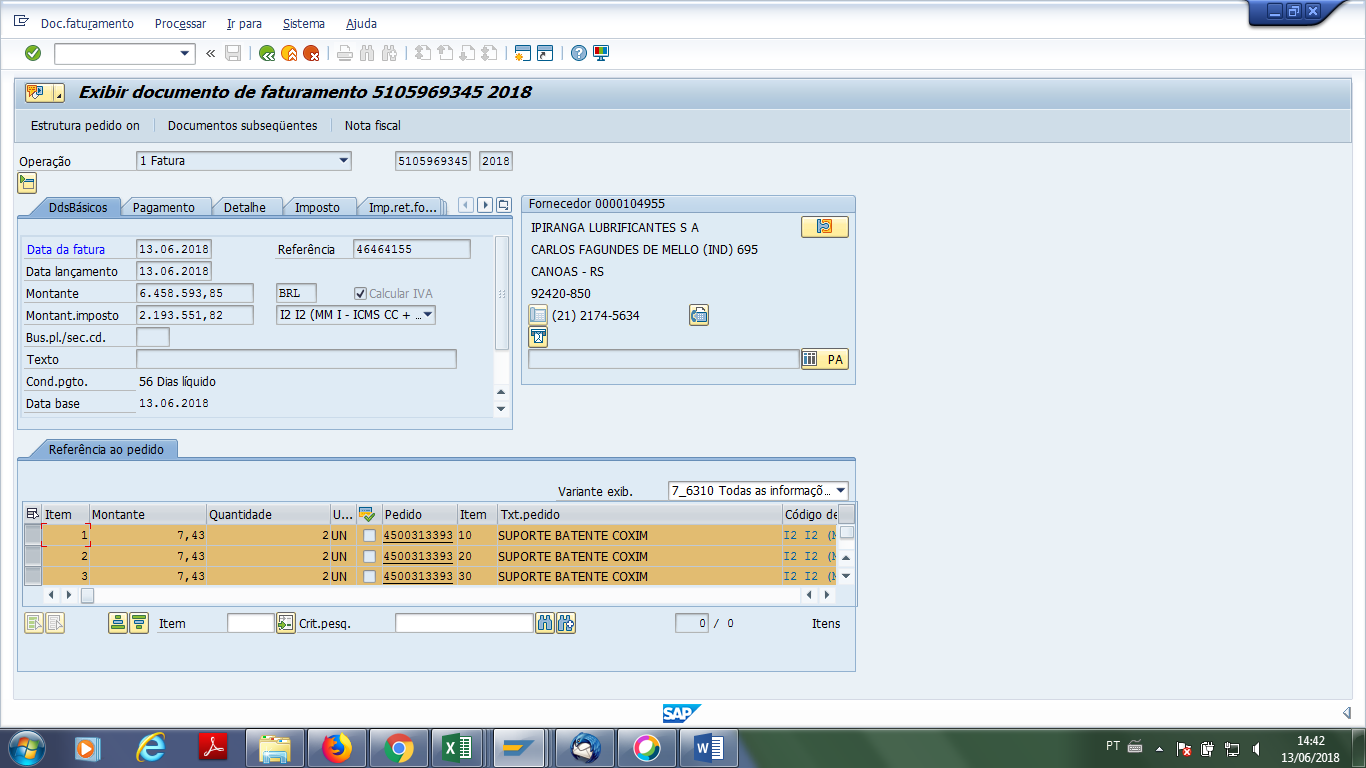 Doc.faturamento Processar Ir para Sistema Ajuda
Exibir documento de faturamento 5105969345 2018
Estrutura pedido on Documentos subseqüentes Nota fiscal
Operação 1 Fatura 5105969345 2018
DdsBásicos Pagamento Detalhe Imposto Imp.ret.fo...
Data da fatura 13.06.2018 Referência 46464155
Data lançamento 13.06.2018
Montante 6.458.593,85 BRL Calcular IVA
Montant.imposto 2.193.551,82 I2 I2 (MM I - ICMS CC + ...
Bus.pl./sec.cd.
Texto
Cond.pgto. 56 Dias líquido
Data base 13.06.2018
Fornecedor 0000104955
IPIRANGA LUBRIFICANTES S A
CARLOS FAGUNDES DE MELLO (IND) 695
CANOAS - RS
92420-850
(21) 2174-5634
PA
Referência ao pedido
Variante exib. 7_6310 Todas as informaçõ...
Item Montante Quantidade U... Pedido Item Txt.pedido Código de
1 7,43 2 UN 4500313393 10 SUPORTE BATENTE COXIM I2 I2 (M
2 7,43 2 UN 4500313393 20 SUPORTE BATENTE COXIM I2 I2 (M
3 7,43 2 UN 4500313393 30 SUPORTE BATENTE COXIM I2 I2 (M
Item Crit.pesq. 0 / 0 Itens
SAP
PT 14:42
13/06/2018